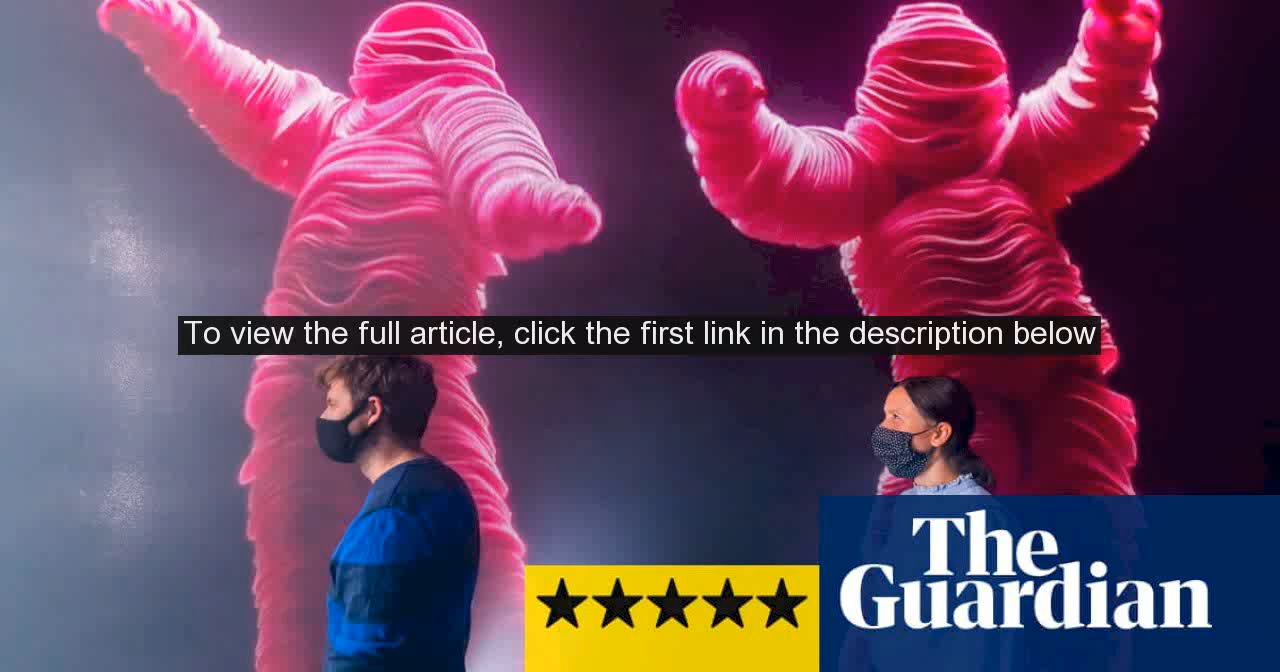 To view the full article, click the first link in the description below
The
Guardian